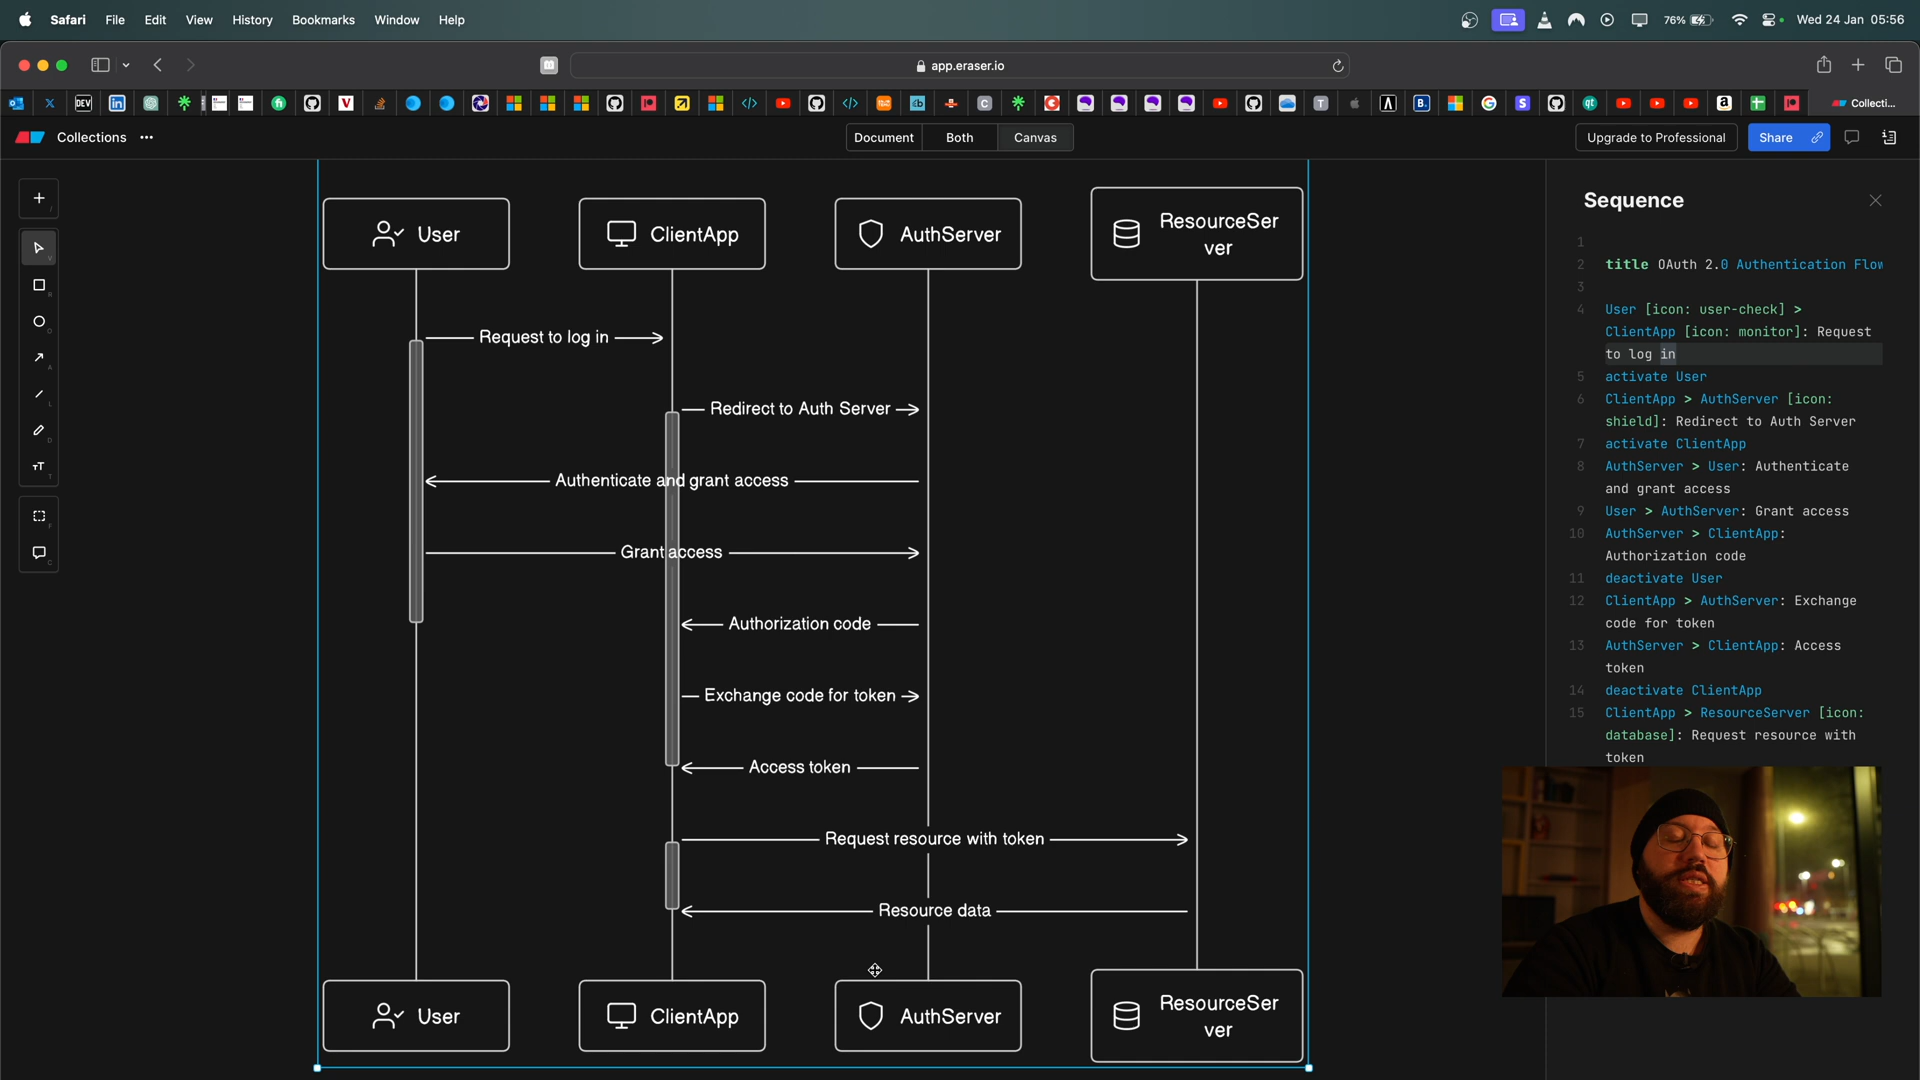 Safari File Edit View History Bookmarks Window Help
76%
Wed 24 Jan 05:56
app.eraser.io
DEV
Collecti...
Collections
Document
Both
Canvas
Upgrade to Professional
Share
User
ClientApp
AuthServer
ResourceSer
ver
Request to log in
Redirect to Auth Server
Authenticate and grant access
Grant access
Authorization code
Exchange code for token
Access token
Request resource with token
Resource data
User
ClientApp
AuthServer
ResourceSer
ver
Sequence
1
2 title OAuth 2.0 Authentication Flow
3
4 User [icon: user-check] >
ClientApp [icon: monitor]: Request
to log in
5 activate User
6 ClientApp > AuthServer [icon:
shield]: Redirect to Auth Server
7 activate ClientApp
8 AuthServer > User: Authenticate
and grant access
9 User > AuthServer: Grant access
10 AuthServer > ClientApp:
Authorization code
11 deactivate User
12 ClientApp > AuthServer: Exchange
code for token
13 AuthServer > ClientApp: Access
token
14 deactivate ClientApp
15 ClientApp > ResourceServer [icon:
database]: Request resource with
token